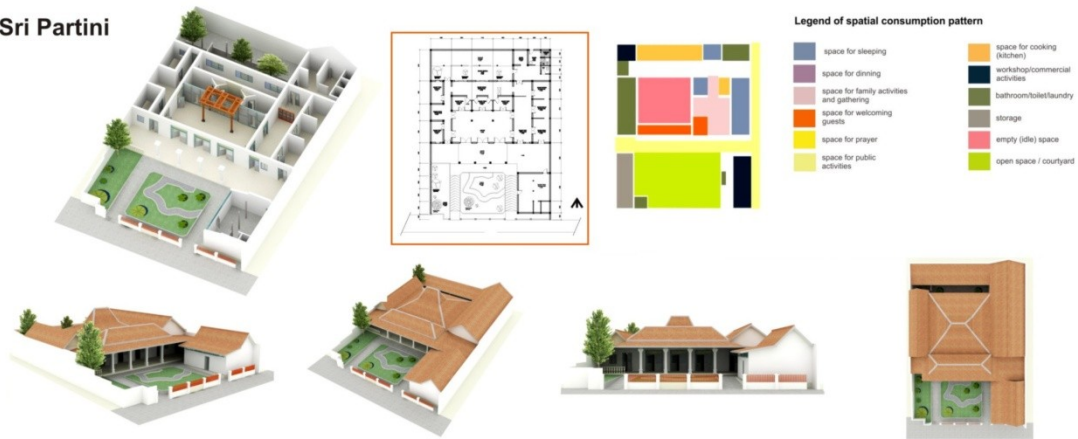 Sri Partini
Legend of spatial consumption pattern
space for sleeping
space for dinning
space for family activities
and gathering
space for welcoming
guests
space for prayer
space for public
activities
space for cooking
(kitchen)
workshop/commercial
activities
bathroom/toilet/laundry
storage
empty (idle) space
open space / courtyard